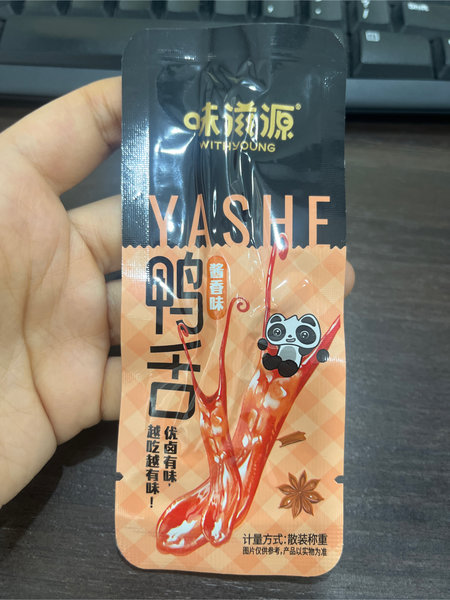 味滋源®
WITHYOUNG
YASHE
鸭舌
酱香味
优卤有味，
越吃越有味！
计量方式：散装称重
图片仅供参考，产品以实物为准